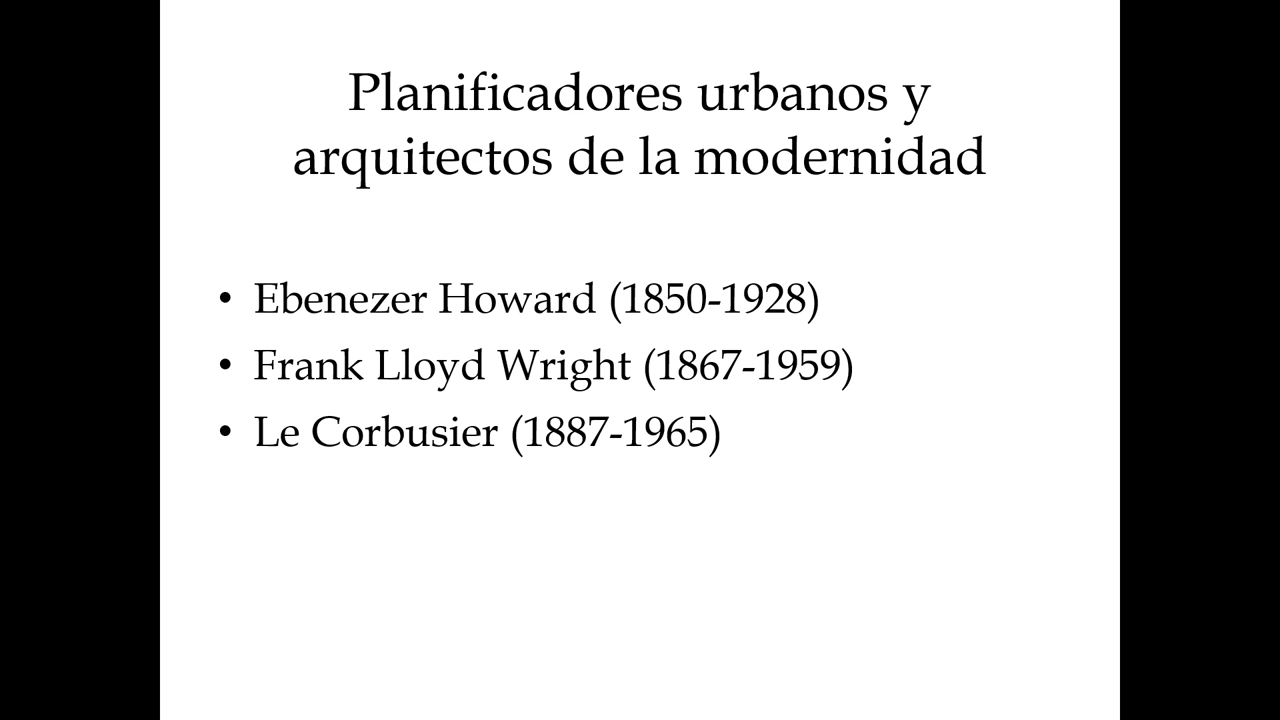 Planificadores urbanos y
arquitectos de la modernidad
• Ebenezer Howard (1850-1928)
• Frank Lloyd Wright (1867-1959)
• Le Corbusier (1887-1965)